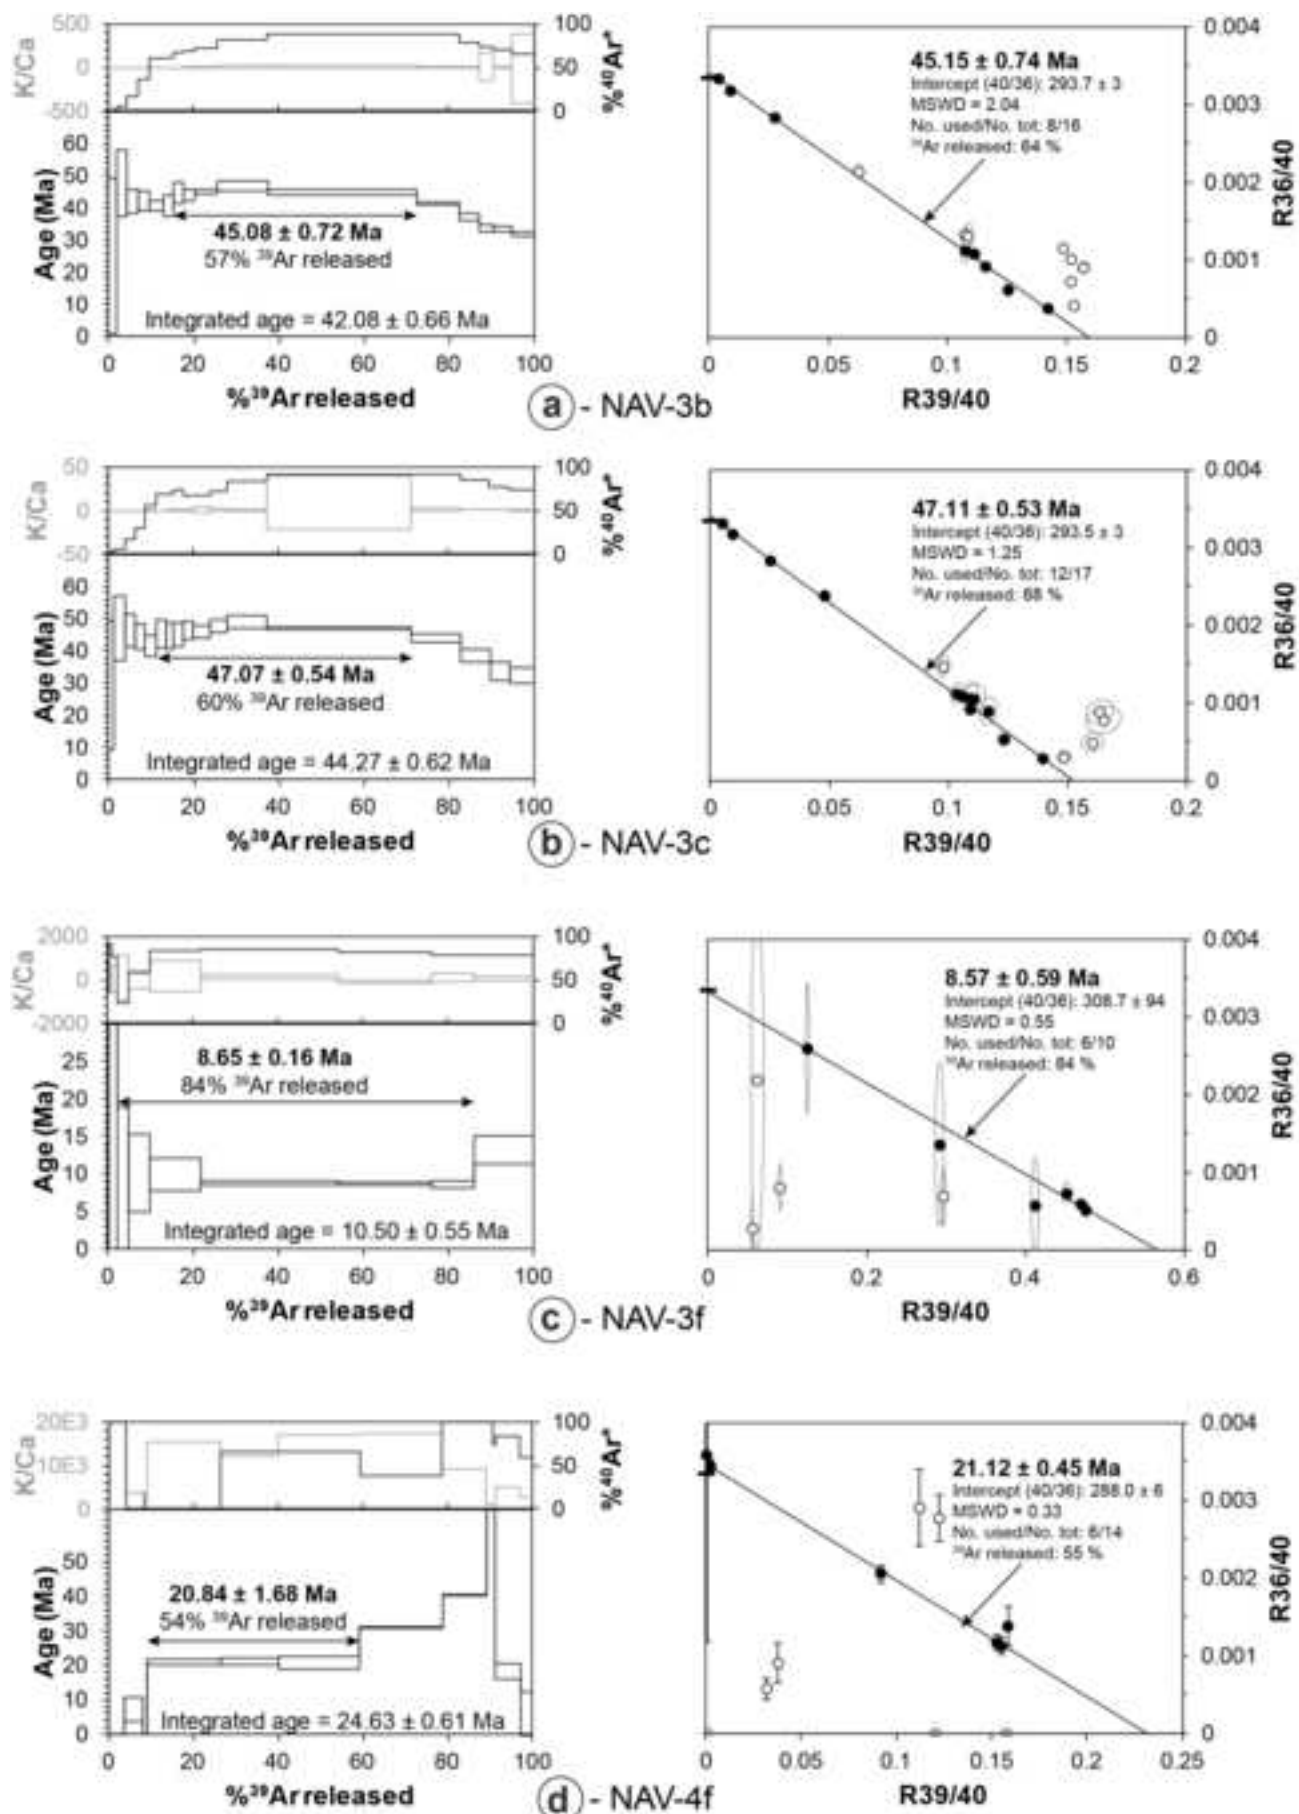 500
0
-500
K/Ca
100
50
0
%⁴⁰Ar*
60
50
40
30
20
10
0
Age (Ma)
45.08 ± 0.72 Ma
57% ³⁹Ar released
Integrated age = 42.08 ± 0.66 Ma
0 20 40 60 80 100
%³⁹Ar released
45.15 ± 0.74 Ma
Intercept (40/36): 293.7 ± 3
MSWD = 2.04
No. used/No. tot: 8/16
³⁹Ar released: 64 %
0.004
0.003
0.002
0.001
0
R36/40
0 0.05 0.1 0.15 0.2
R39/40
a - NAV-3b
50
0
-50
K/Ca
100
50
0
%⁴⁰Ar*
60
50
40
30
20
10
0
Age (Ma)
47.07 ± 0.54 Ma
60% ³⁹Ar released
Integrated age = 44.27 ± 0.62 Ma
0 20 40 60 80 100
%³⁹Ar released
47.11 ± 0.53 Ma
Intercept (40/36): 293.5 ± 3
MSWD = 1.25
No. used/No. tot: 12/17
³⁹Ar released: 68 %
0.004
0.003
0.002
0.001
0
R36/40
0 0.05 0.1 0.15 0.2
R39/40
b - NAV-3c
2000
0
-2000
K/Ca
100
50
0
%⁴⁰Ar*
25
20
15
10
5
0
Age (Ma)
8.65 ± 0.16 Ma
84% ³⁹Ar released
Integrated age = 10.50 ± 0.55 Ma
0 20 40 60 80 100
%³⁹Ar released
8.57 ± 0.59 Ma
Intercept (40/36): 308.7 ± 94
MSWD = 0.55
No. used/No. tot: 6/10
³⁹Ar released: 84 %
0.004
0.003
0.002
0.001
0
R36/40
0 0.2 0.4 0.6
R39/40
c - NAV-3f
20E3
10E3
0
K/Ca
100
50
0
%⁴⁰Ar*
50
40
30
20
10
0
Age (Ma)
20.84 ± 1.68 Ma
54% ³⁹Ar released
Integrated age = 24.63 ± 0.61 Ma
0 20 40 60 80 100
%³⁹Ar released
21.12 ± 0.45 Ma
Intercept (40/36): 288.0 ± 6
MSWD = 0.33
No. used/No. tot: 6/14
³⁹Ar released: 55 %
0.004
0.003
0.002
0.001
0
R36/40
0 0.05 0.1 0.15 0.2 0.25
R39/40
d - NAV-4f